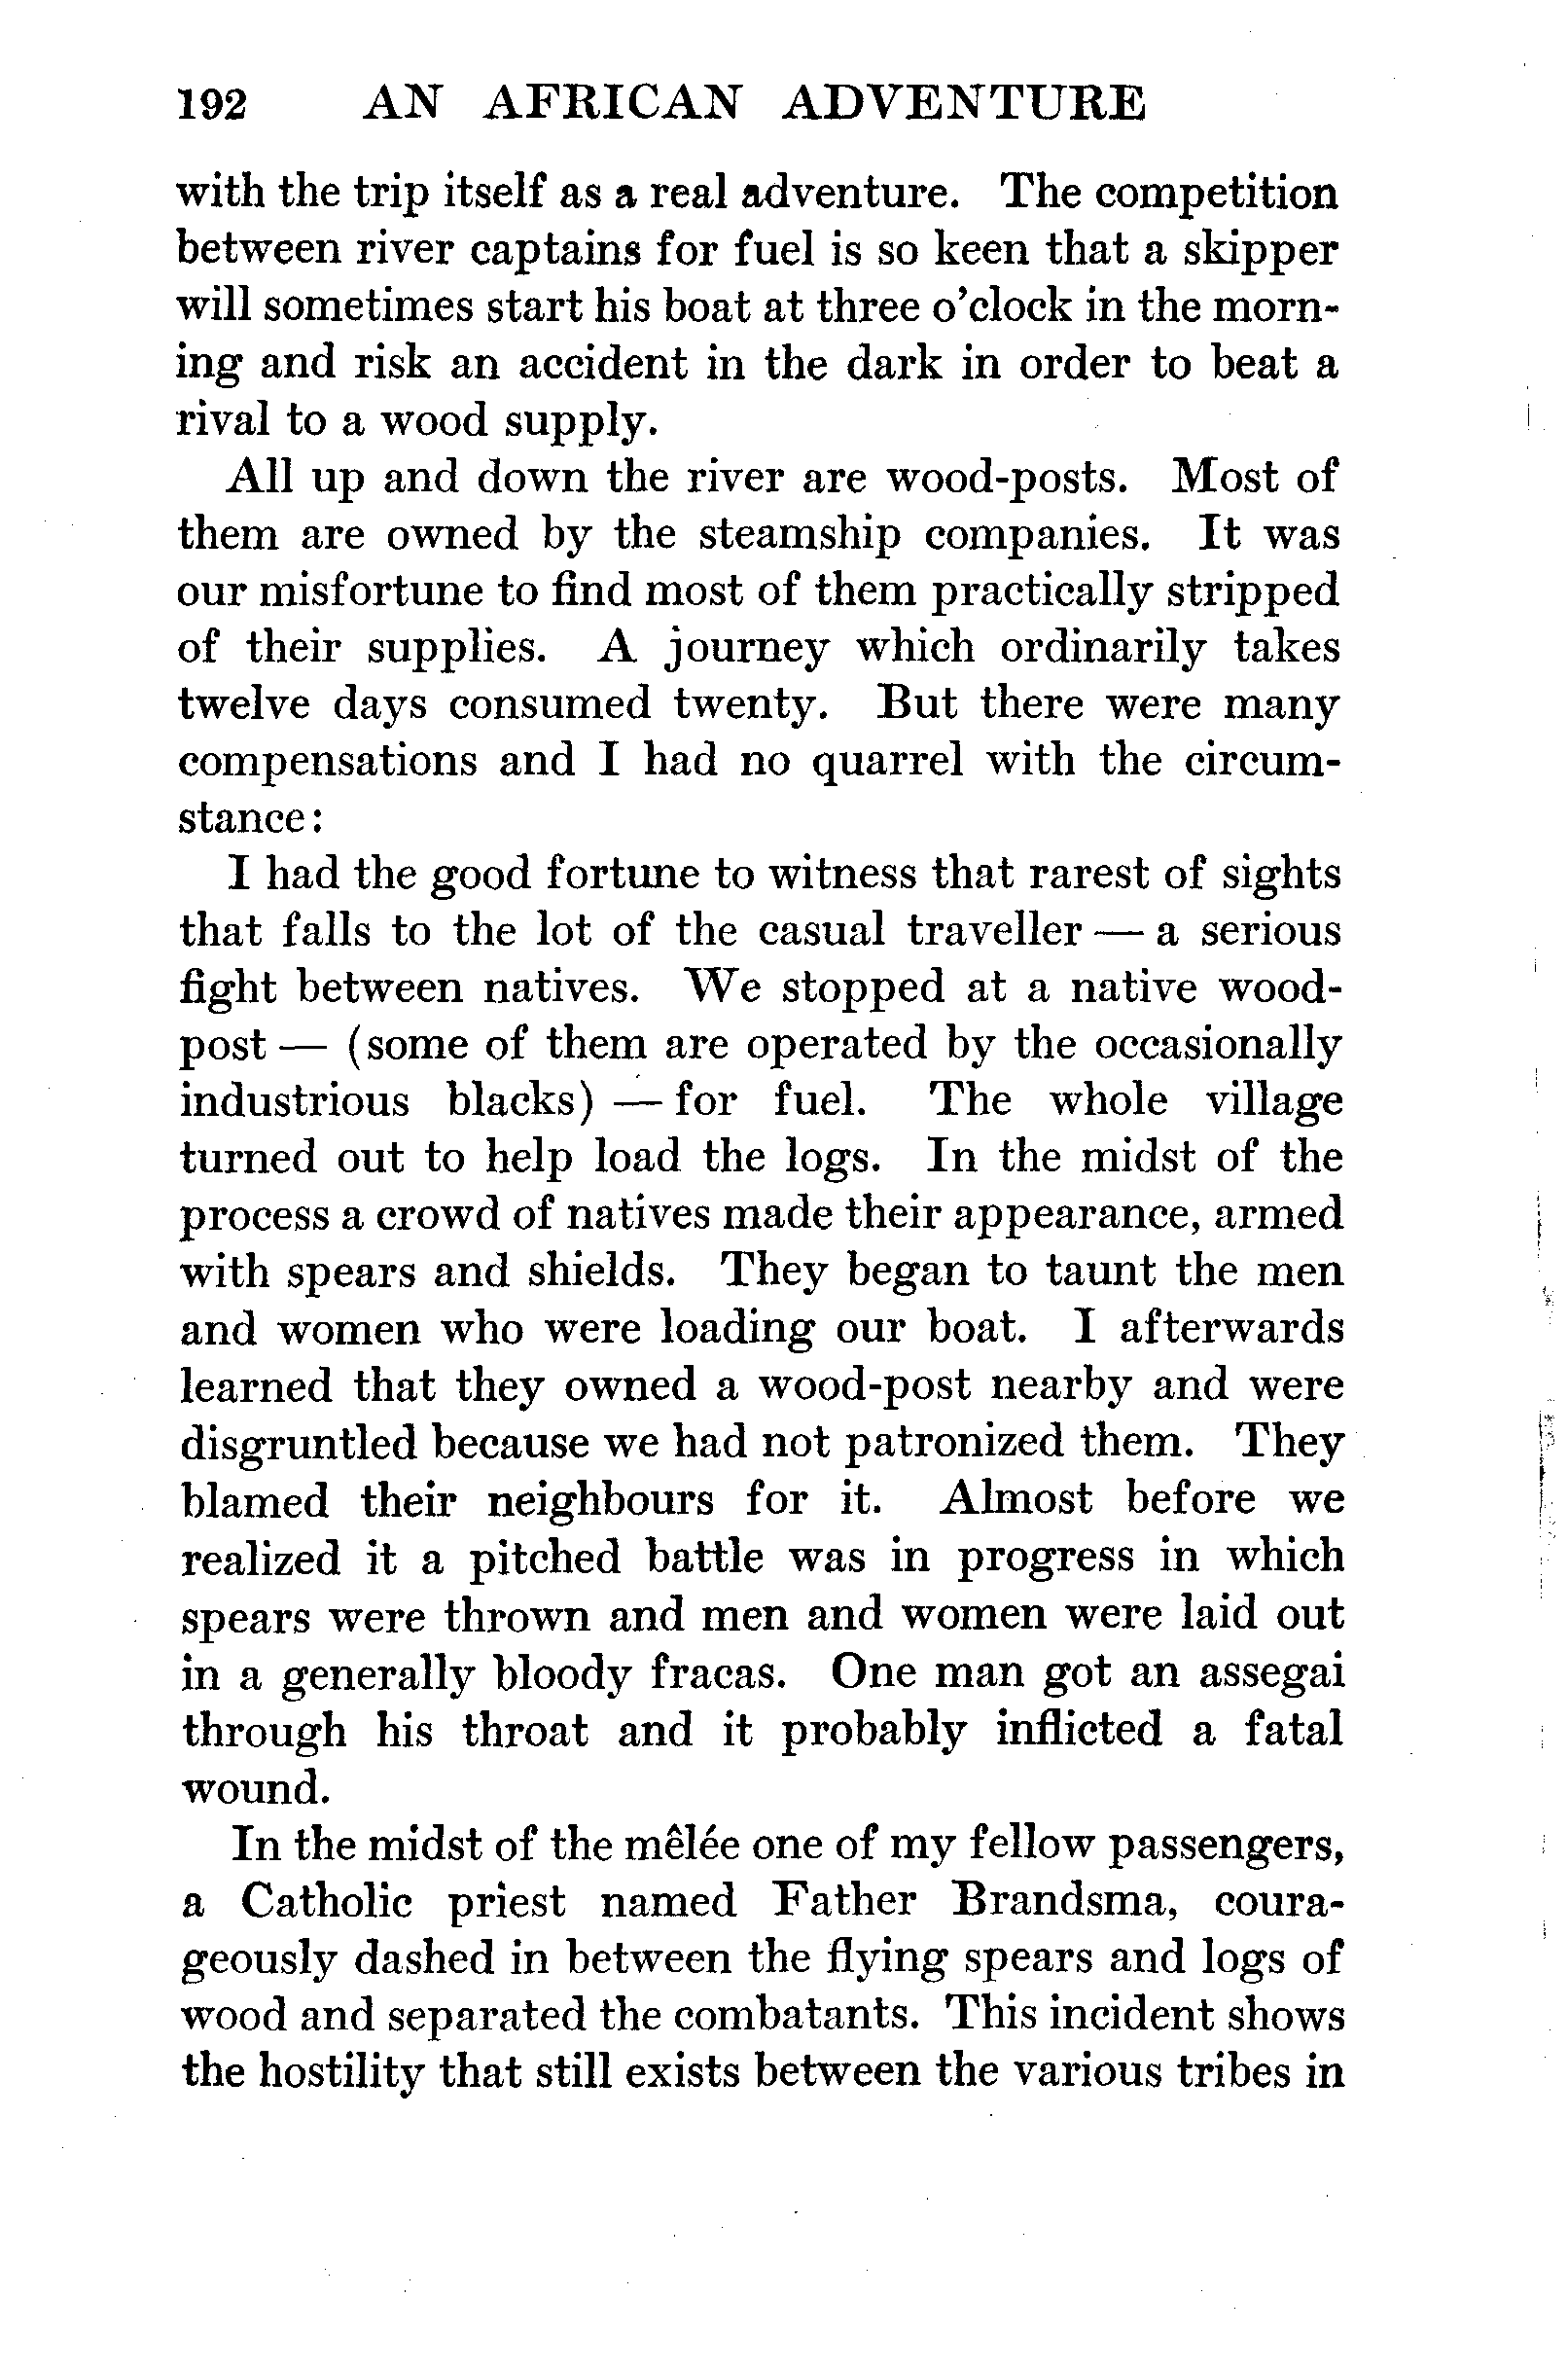 192 AN AFRICAN ADVENTURE
with the trip itself as a real adventure. The competition
between river captains for fuel is so keen that a skipper
will sometimes start his boat at three o'clock in the morn-
ing and risk an accident in the dark in order to beat a
rival to a wood supply.
All up and down the river are wood-posts. Most of
them are owned by the steamship companies. It was
our misfortune to find most of them practically stripped
of their supplies. A journey which ordinarily takes
twelve days consumed twenty. But there were many
compensations and I had no quarrel with the circum-
stance:
I had the good fortune to witness that rarest of sights
that falls to the lot of the casual traveller — a serious
fight between natives. We stopped at a native wood-
post — (some of them are operated by the occasionally
industrious blacks) — for fuel. The whole village
turned out to help load the logs. In the midst of the
process a crowd of natives made their appearance, armed
with spears and shields. They began to taunt the men
and women who were loading our boat. I afterwards
learned that they owned a wood-post nearby and were
disgruntled because we had not patronized them. They
blamed their neighbours for it. Almost before we
realized it a pitched battle was in progress in which
spears were thrown and men and women were laid out
in a generally bloody fracas. One man got an assegai
through his throat and it probably inflicted a fatal
wound.
In the midst of the mêlée one of my fellow passengers,
a Catholic priest named Father Brandsma, coura-
geously dashed in between the flying spears and logs of
wood and separated the combatants. This incident shows
the hostility that still exists between the various tribes in